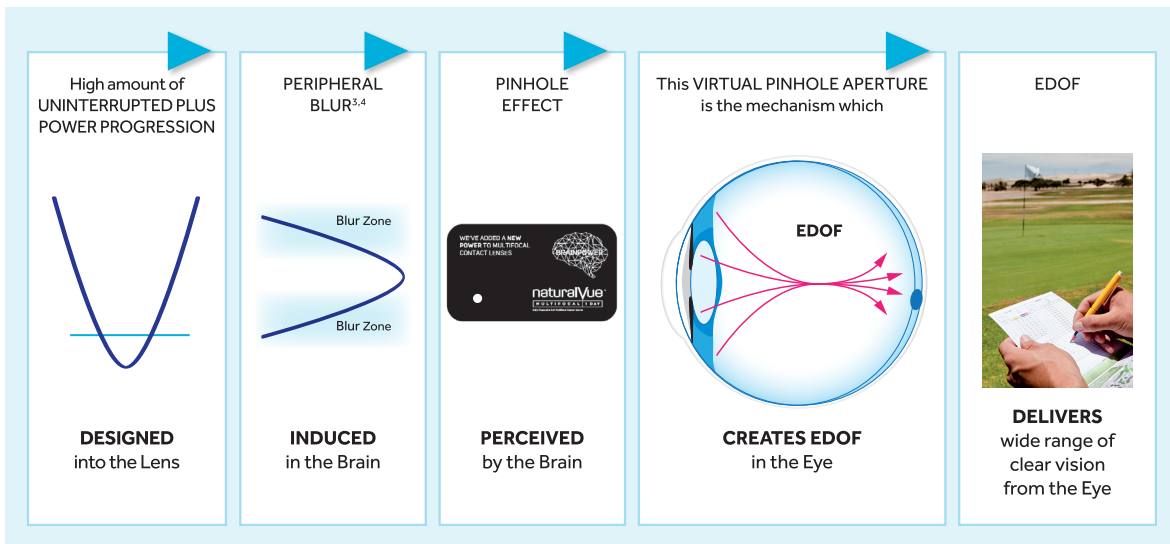 High amount of
UNINTERRUPTED PLUS
POWER PROGRESSION
DESIGNED
into the Lens
PERIPHERAL
BLUR3,4
Blur Zone
Blur Zone
INDUCED
in the Brain
PINHOLE
EFFECT
WE'VE ADDED A NEW
POWER TO MULTIFOCAL
CONTACT LENSES
BRAINPOWER
naturalVue
MULTIFOCAL 1 DAY
PERCEIVED
by the Brain
This VIRTUAL PINHOLE APERTURE
is the mechanism which
EDOF
CREATES EDOF
in the Eye
EDOF
DELIVERS
wide range of
clear vision
from the Eye